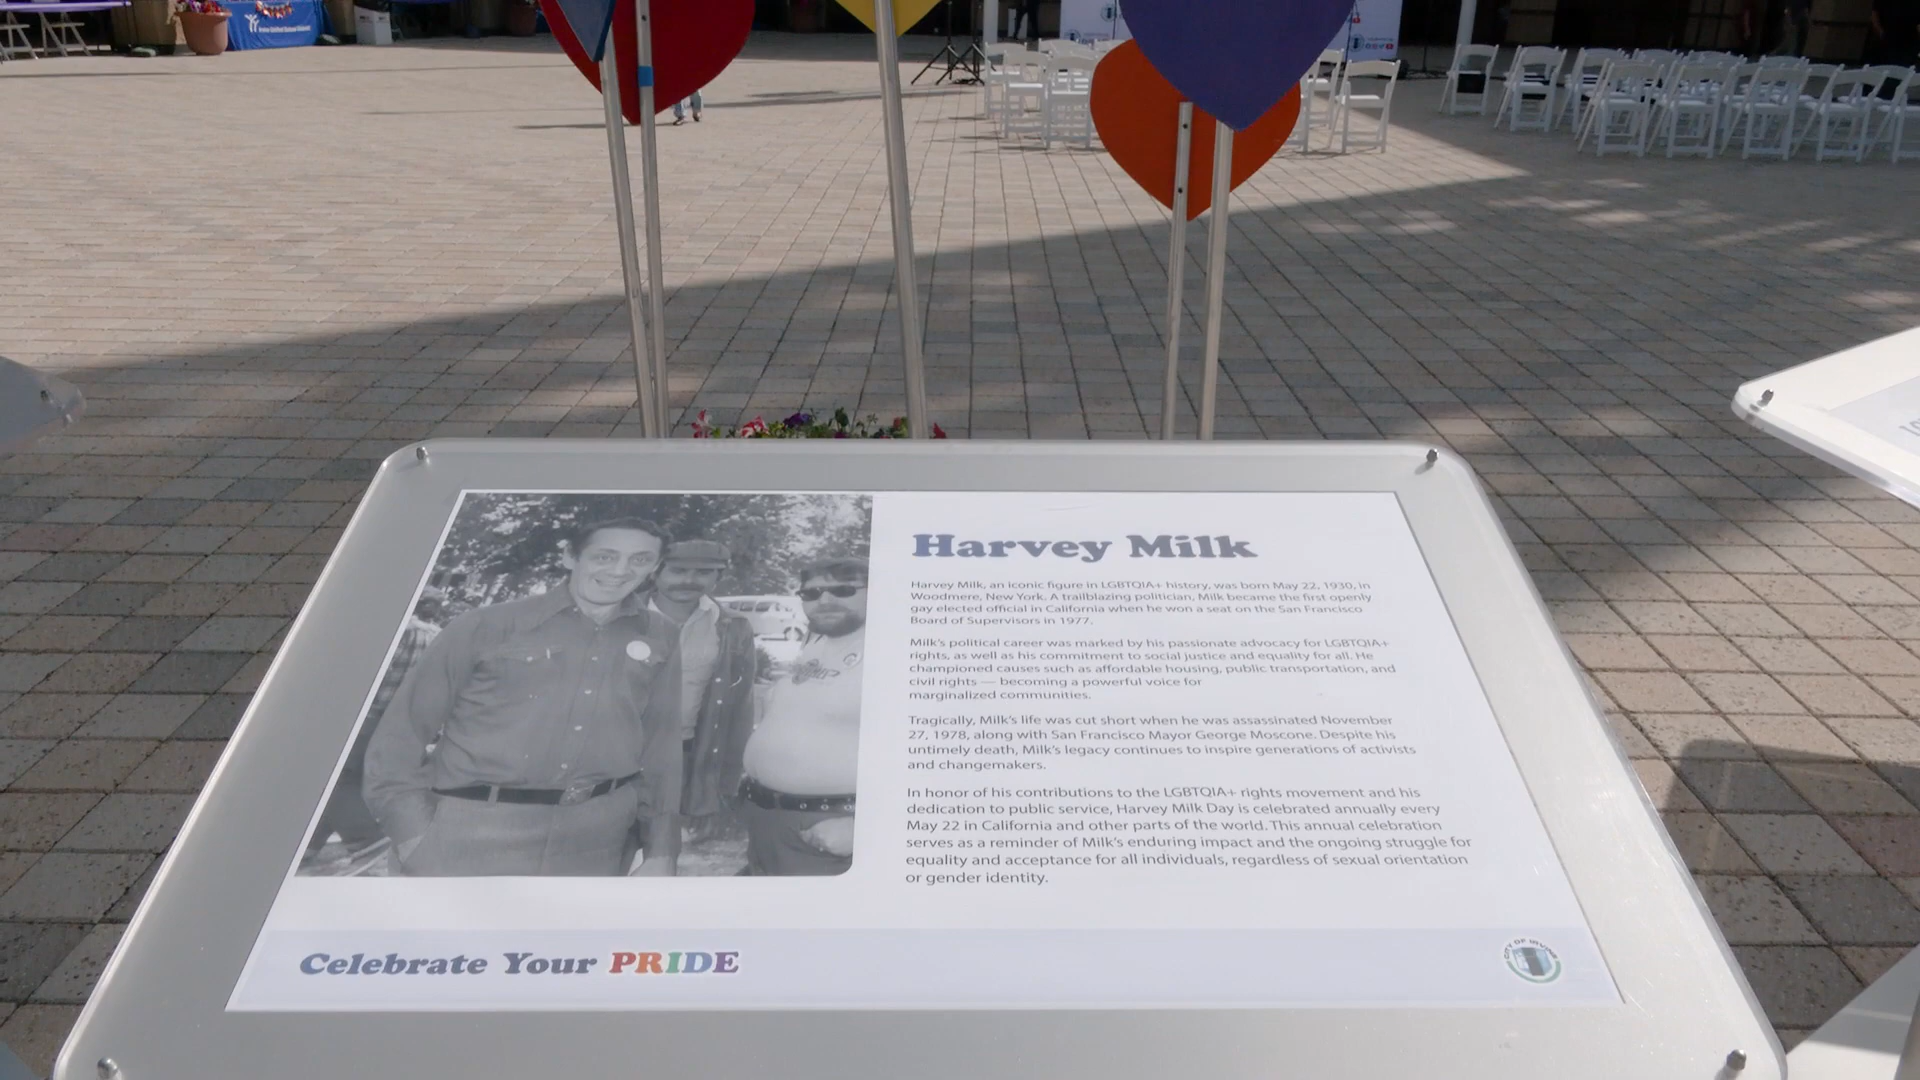 Harvey Milk
Harvey Milk, an iconic figure in LGBTQIA+ history, was born May 22, 1930, in
Woodmere, New York. A trailblazing politician, Milk became the first openly
gay elected official in California when he won a seat on the San Francisco
Board of Supervisors in 1977.
Milk's political career was marked by his passionate advocacy for LGBTQIA+
rights, as well as his commitment to social justice and equality for all. He
championed causes such as affordable housing, public transportation, and
civil rights — becoming a powerful voice for
marginalized communities.
Tragically, Milk's life was cut short when he was assassinated November
27, 1978, along with San Francisco Mayor George Moscone. Despite his
untimely death, Milk's legacy continues to inspire generations of activists
and changemakers.
In honor of his contributions to the LGBTQIA+ rights movement and his
dedication to public service, Harvey Milk Day is celebrated annually every
May 22 in California and other parts of the world. This annual celebration
serves as a reminder of Milk's enduring impact and the ongoing struggle for
equality and acceptance for all individuals, regardless of sexual orientation
or gender identity.
Celebrate Your PRIDE
CITY OF IRVINE